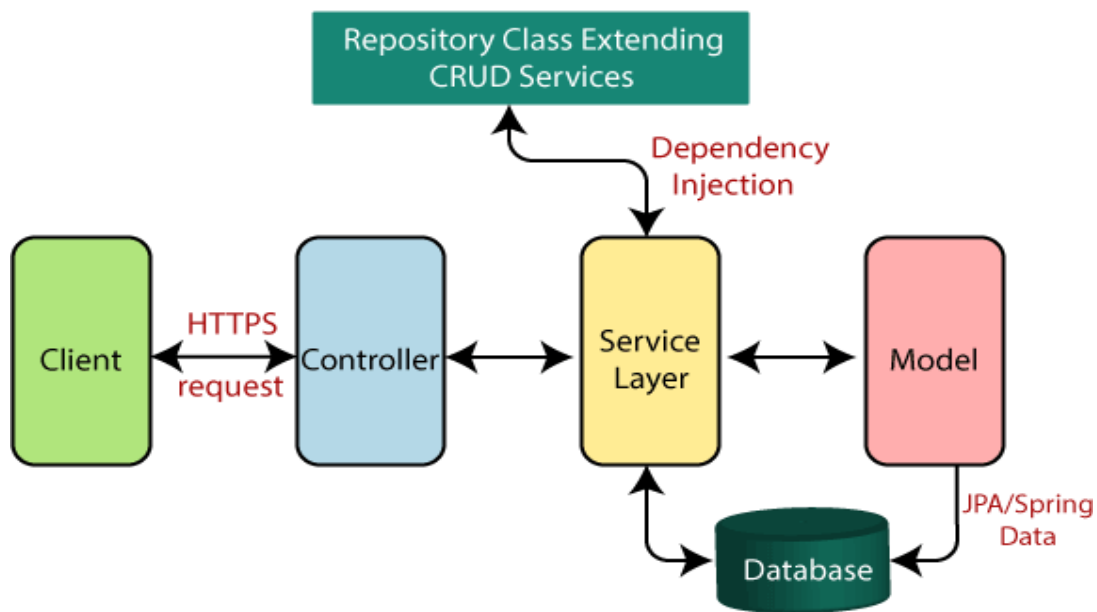 Repository Class Extending
CRUD Services
Dependency
Injection
HTTPS
request
Client
Controller
Service
Layer
Model
JPA/Spring
Data
Database